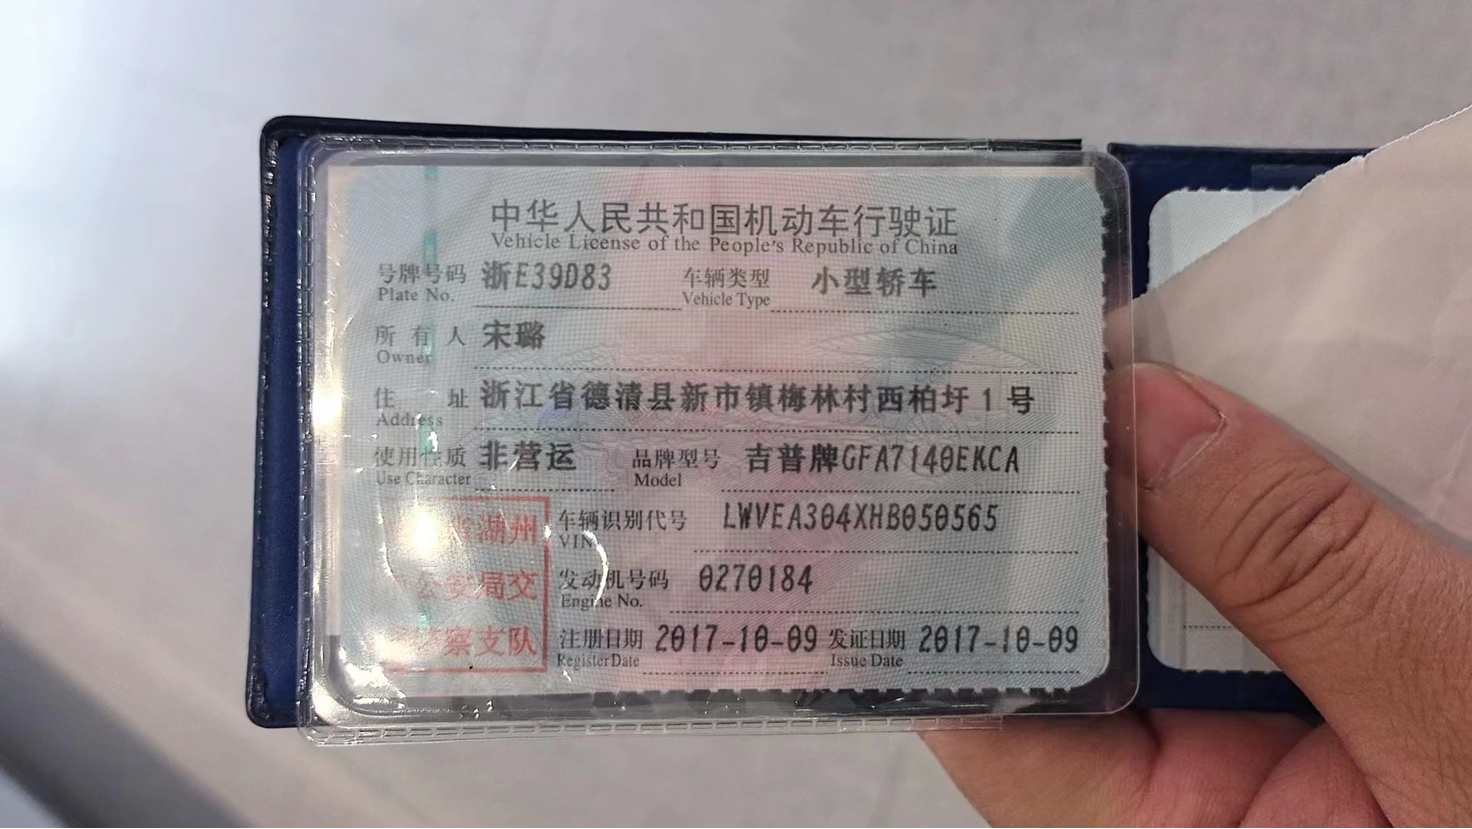 中华人民共和国机动车行驶证
Vehicle License of the People's Republic of China
号牌号码 浙E39D83 车辆类型 小型轿车
Plate No. Vehicle Type
所有人 宋璐
Owner
住址 浙江省德清县新市镇梅林村西柏圩1号
Address
使用性质 非营运 品牌型号 吉普牌GFA7140EKCA
Use Character Model
车辆识别代号 LWVEA304XHB050565
VIN
发动机号码 0270184
Engine No.
注册日期 2017-10-09 发证日期 2017-10-09
Register Date Issue Date
省湖州
公安局交
警察支队